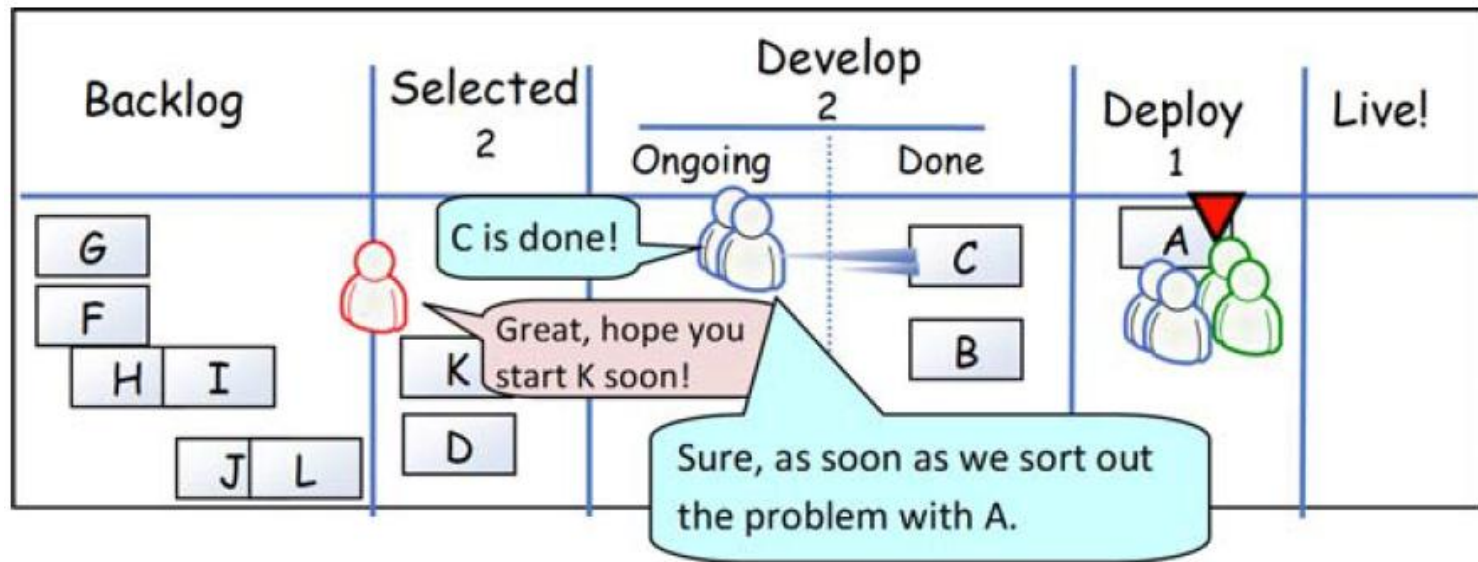 Backlog
Selected
2
Develop
2
Ongoing
Done
Deploy
1
Live!
G
F
H
I
J
L
C is done!
Great, hope you
start K soon!
K
D
C
B
A
Sure, as soon as we sort out
the problem with A.